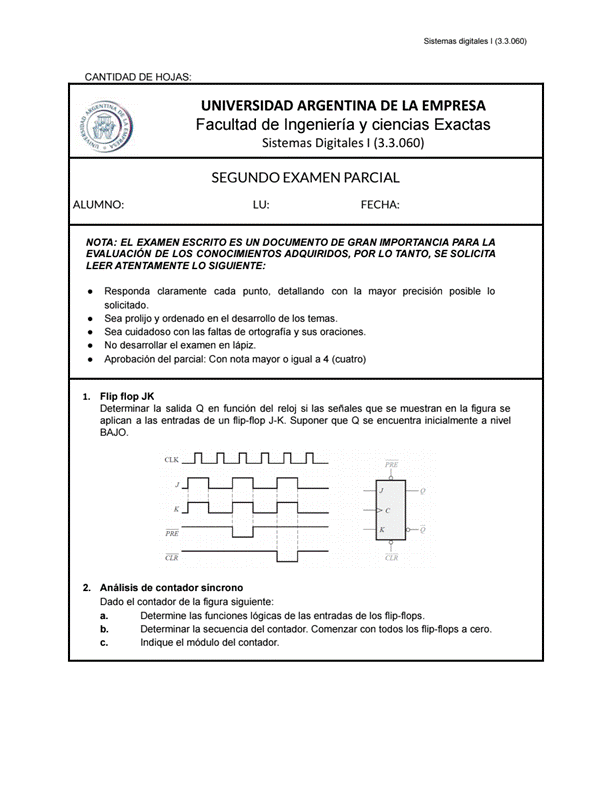 Sistemas digitales I (3.3.060)
CANTIDAD DE HOJAS:
UNIVERSIDAD ARGENTINA DE LA EMPRESA
Facultad de Ingeniería y ciencias Exactas
Sistemas Digitales I (3.3.060)
SEGUNDO EXAMEN PARCIAL
ALUMNO: LU: FECHA:
NOTA: EL EXAMEN ESCRITO ES UN DOCUMENTO DE GRAN IMPORTANCIA PARA LA
EVALUACIÓN DE LOS CONOCIMIENTOS ADQUIRIDOS, POR LO TANTO, SE SOLICITA
LEER ATENTAMENTE LO SIGUIENTE:
● Responda claramente cada punto, detallando con la mayor precisión posible lo
solicitado.
● Sea prolijo y ordenado en el desarrollo de los temas.
● Sea cuidadoso con las faltas de ortografía y sus oraciones.
● No desarrollar el examen en lápiz.
● Aprobación del parcial: Con nota mayor o igual a 4 (cuatro)
1. Flip flop JK
Determinar la salida Q en función del reloj si las señales que se muestran en la figura se
aplican a las entradas de un flip-flop J-K. Suponer que Q se encuentra inicialmente a nivel
BAJO.
CLK
J
K
PRE
CLR
PRE
J Q
C
K Q
CLR
2. Análisis de contador síncrono
Dado el contador de la figura siguiente:
a. Determine las funciones lógicas de las entradas de los flip-flops.
b. Determinar la secuencia del contador. Comenzar con todos los flip-flops a cero.
c. Indique el módulo del contador.